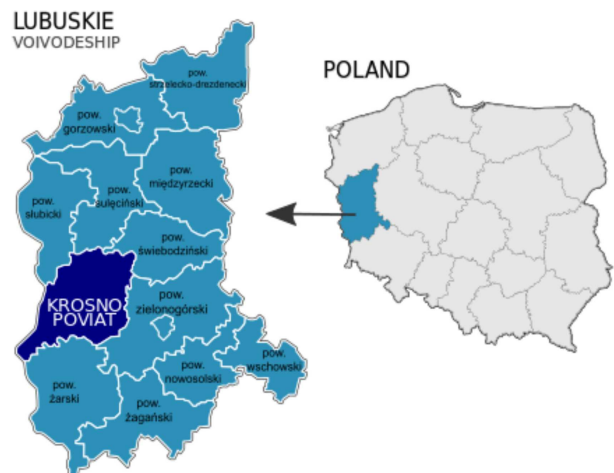 LUBUSKIE
VOIVODESHIP
POLAND
pow.
strzelecko-drezdenecki
pow.
gorzowski
pow.
międzyrzecki
pow.
sulęciński
pow.
słubicki
pow.
świebodziński
KROSNO
POVIAT
pow.
zielonogórski
pow.
wschowski
pow.
nowosolski
pow.
żarski
pow.
żagański